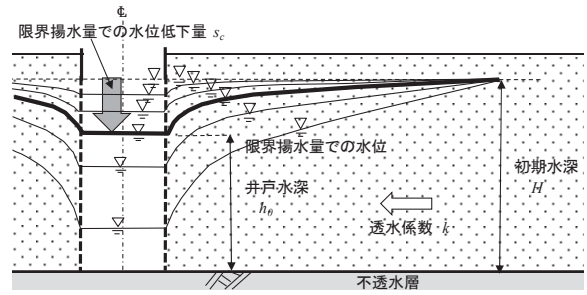 ℄
限界揚水量での水位低下量 s_c
限界揚水量での水位
井戸水深
h_0
初期水深
H
透水係数 k
不透水層